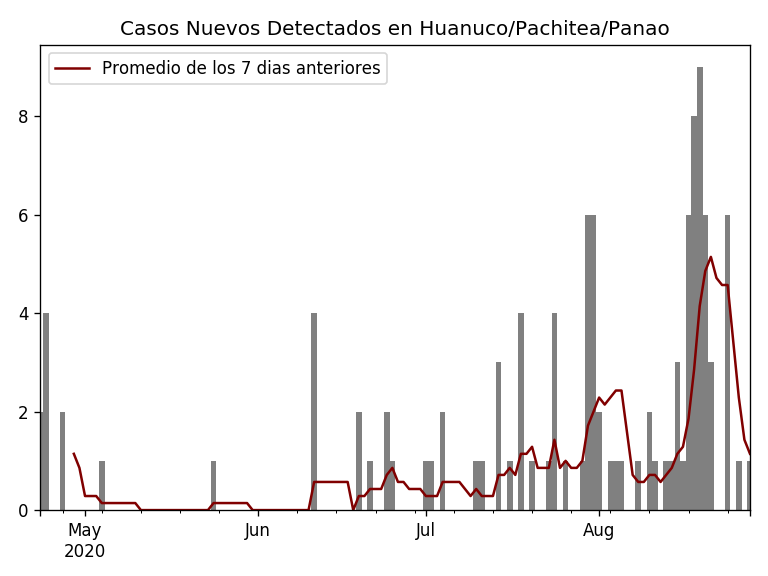 Casos Nuevos Detectados en Huanuco/Pachitea/Panao
Promedio de los 7 dias anteriores
8
6
4
2
0
May Jun Jul Aug
2020